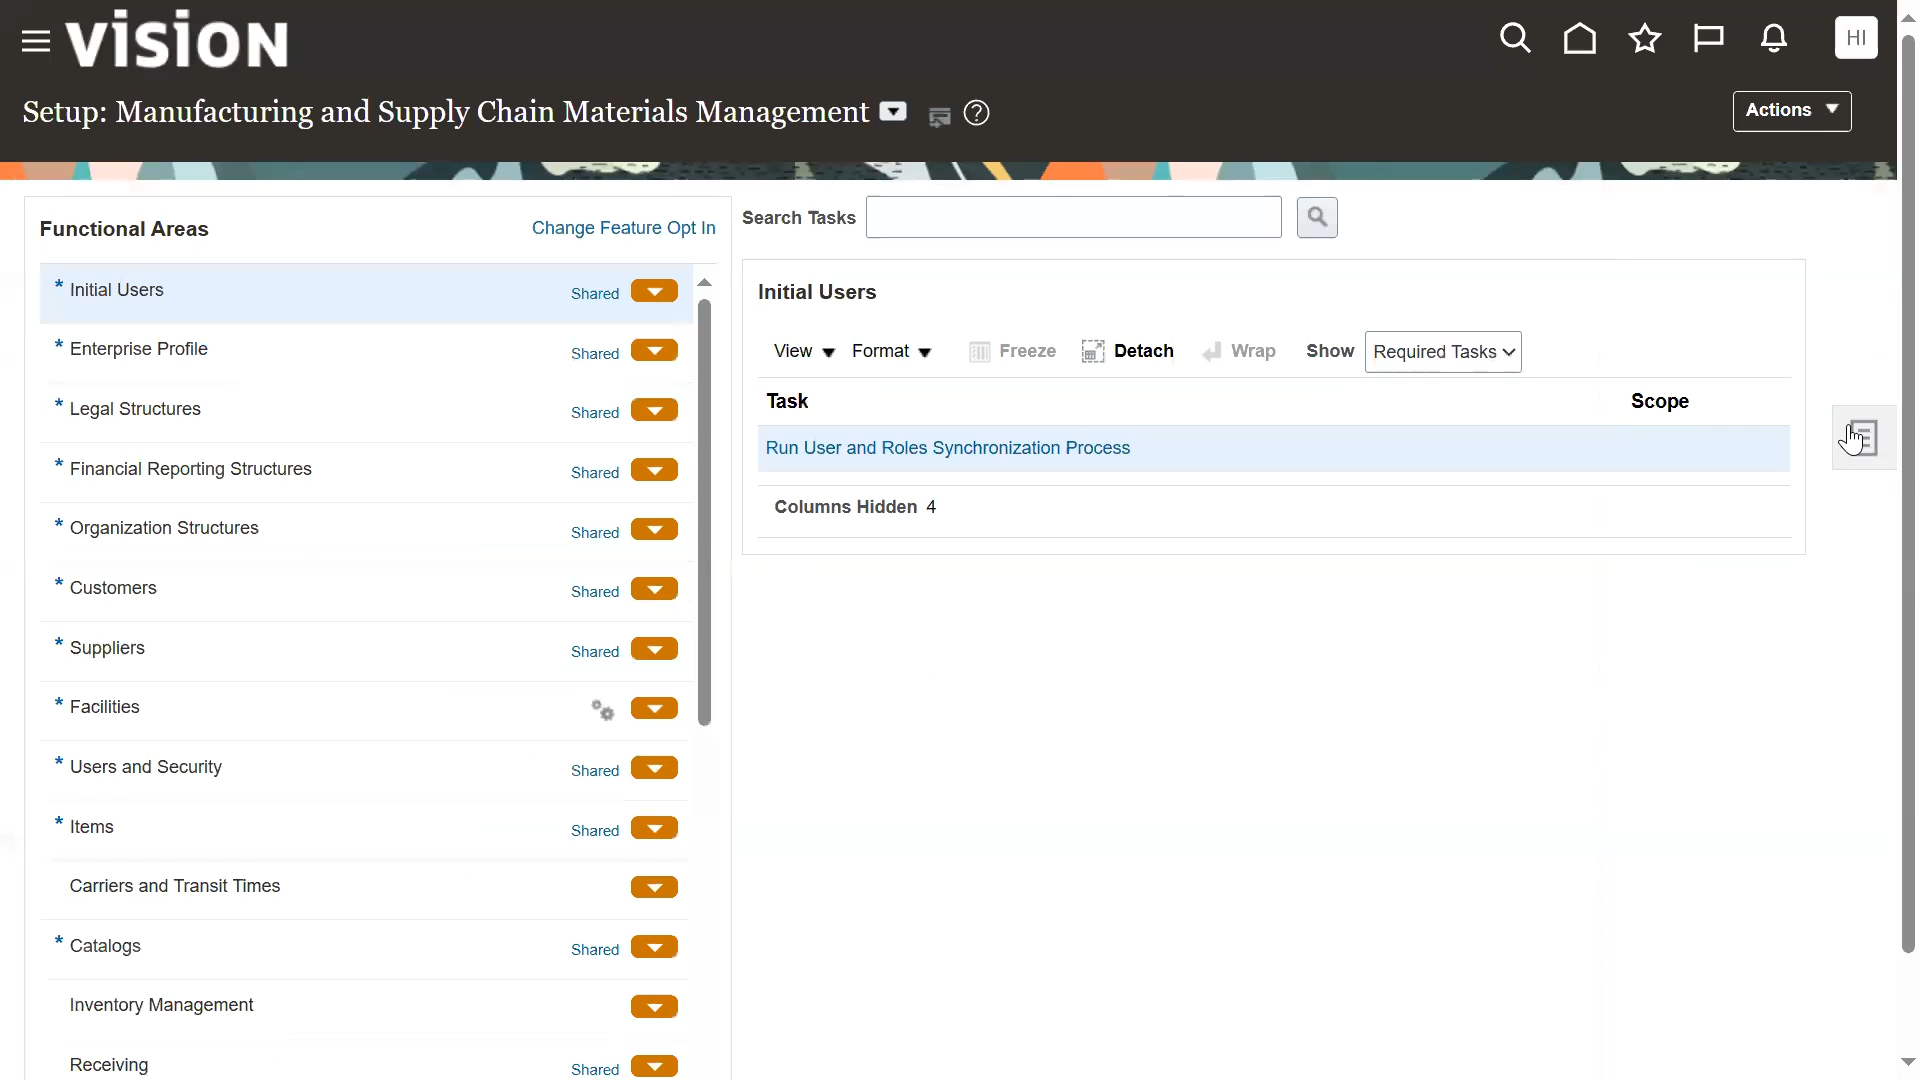 vision
HI
Setup: Manufacturing and Supply Chain Materials Management
Actions
Functional Areas
Change Feature Opt In
* Initial Users Shared
* Enterprise Profile Shared
* Legal Structures Shared
* Financial Reporting Structures Shared
* Organization Structures Shared
* Customers Shared
* Suppliers Shared
* Facilities
* Users and Security Shared
* Items Shared
Carriers and Transit Times
* Catalogs Shared
Inventory Management
Receiving Shared
Search Tasks
Initial Users
View Format Freeze Detach Wrap Show Required Tasks
Task Scope
Run User and Roles Synchronization Process
Columns Hidden 4